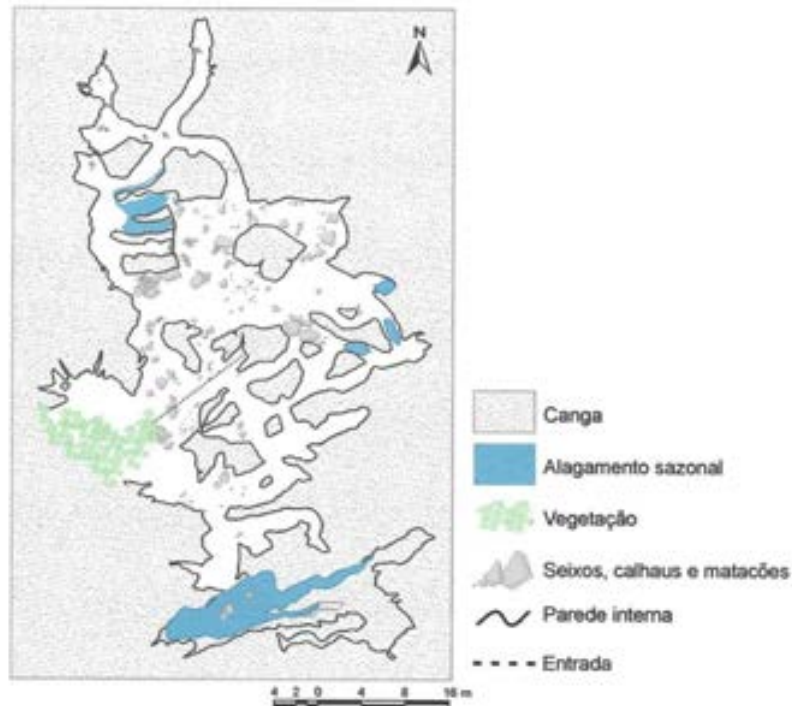 N
Canga
Alagamento sazonal
Vegetação
Seixos, calhaus e matacões
Parede interna
Entrada
4 2 0 4 8 16 m